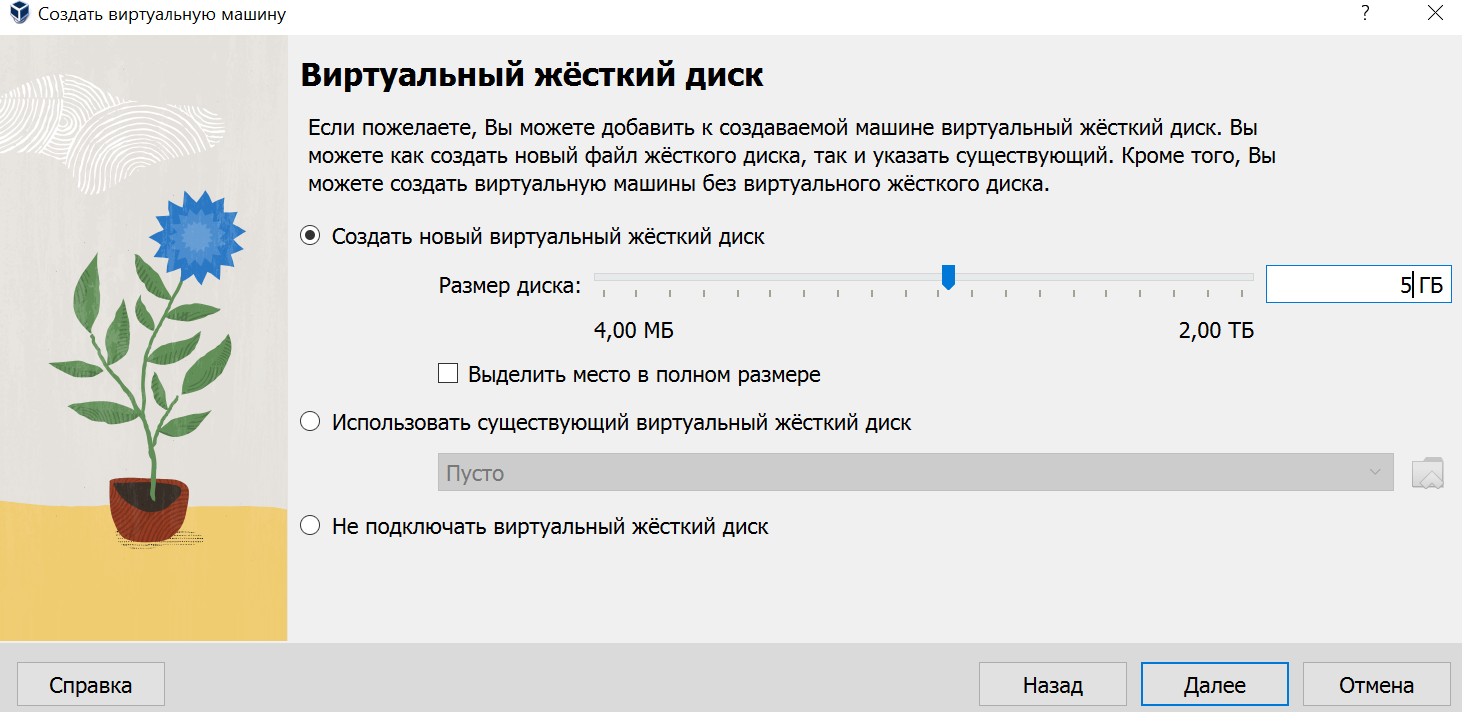 Создать виртуальную машину
?
Виртуальный жёсткий диск
Если пожелаете, Вы можете добавить к создаваемой машине виртуальный жёсткий диск. Вы
можете как создать новый файл жёсткого диска, так и указать существующий. Кроме того, Вы
можете создать виртуальную машины без виртуального жёсткого диска.
Создать новый виртуальный жёсткий диск
Размер диска:
5 ГБ
4,00 МБ
2,00 ТБ
Выделить место в полном размере
Использовать существующий виртуальный жёсткий диск
Пусто
Не подключать виртуальный жёсткий диск
Справка
Назад
Далее
Отмена